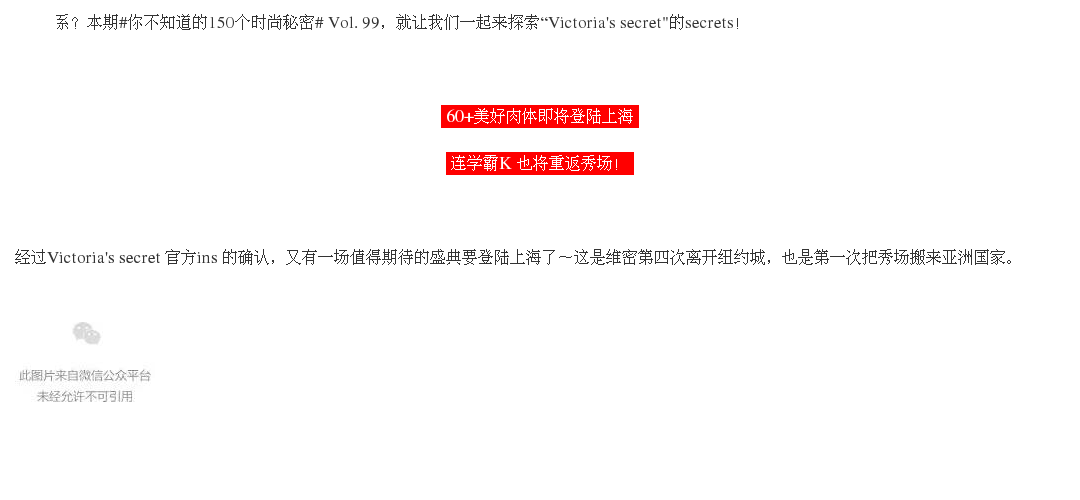 系？本期#你不知道的150个时尚秘密# Vol. 99，就让我们一起来探索“Victoria's secret"的secrets！
60+美好肉体即将登陆上海
连学霸K 也将重返秀场！
经过Victoria's secret 官方ins 的确认，又有一场值得期待的盛典要登陆上海了～这是维密第四次离开纽约城，也是第一次把秀场搬来亚洲国家。
此图片来自微信公众平台
未经允许不可引用